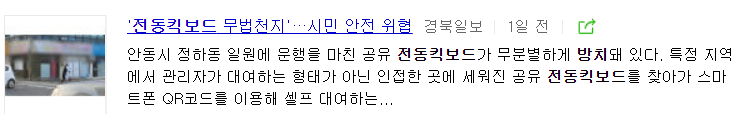 '전동킥보드 무법천지'…시민 안전 위협 경북일보 1일 전
안동시 정하동 일원에 운행을 마친 공유 전동킥보드가 무분별하게 방치돼 있다. 특정 지역
에서 관리자가 대여하는 형태가 아닌 인접한 곳에 세워진 공유 전동킥보드를 찾아가 스마
트폰 QR코드를 이용해 셀프 대여하는...